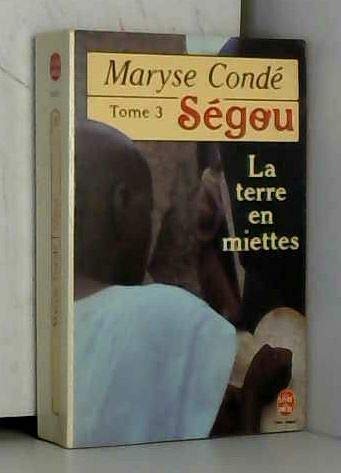 Maryse Condé
Tome 3 Ségou
La
terre
en
miettes